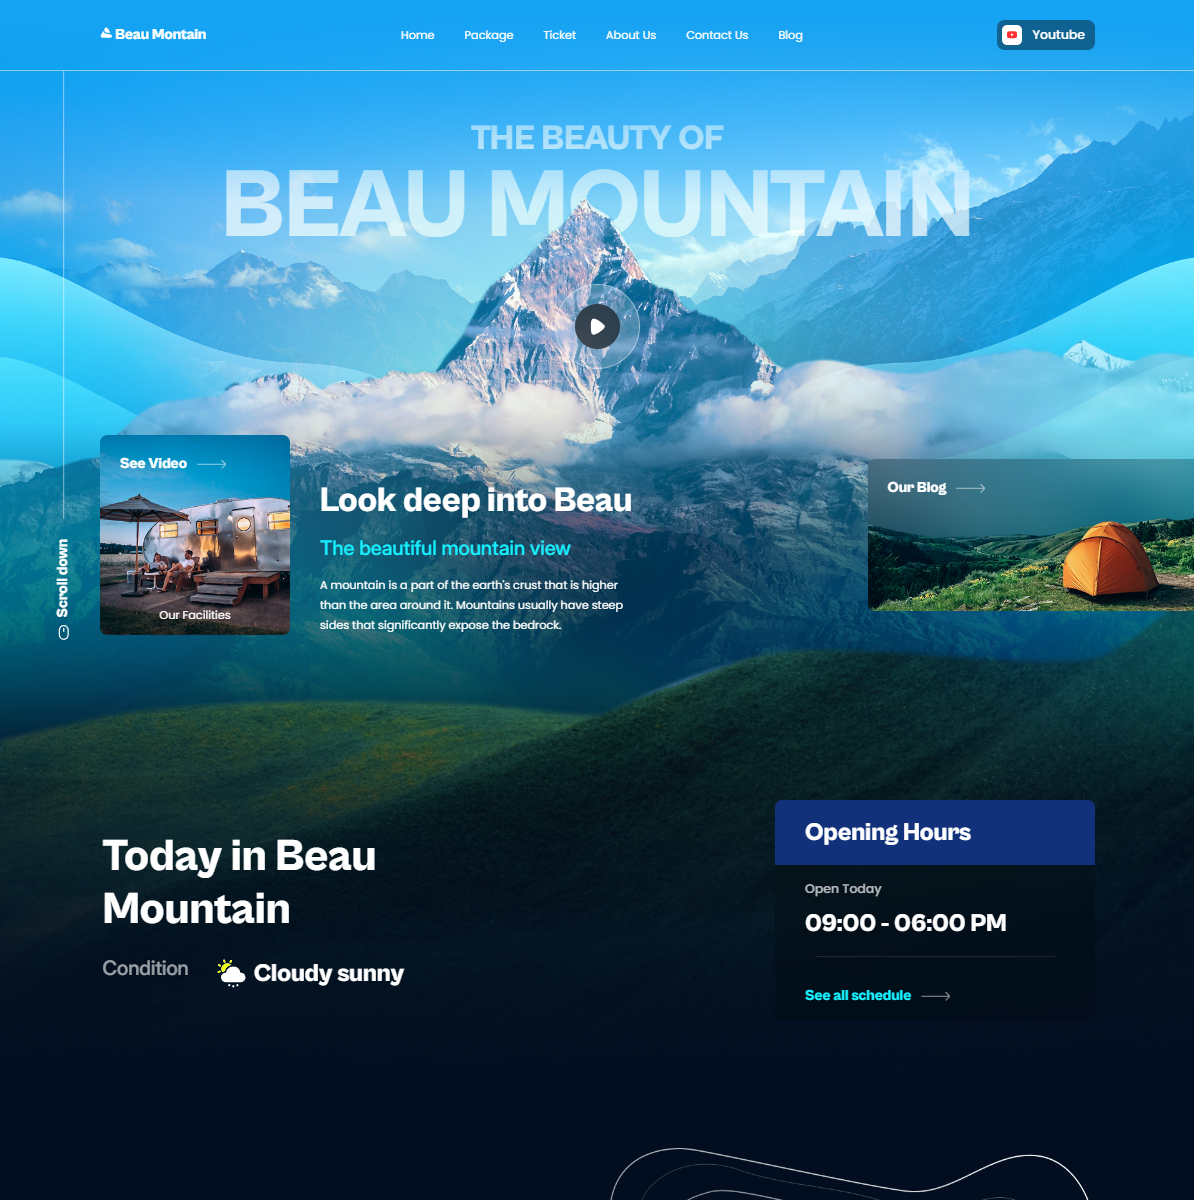 Beau Montain
Home
Package
Ticket
About Us
Contact Us
Blog
Youtube
THE BEAUTY OF
BEAU MOUNTAIN
See Video
Our Facilities
Scroll down
Look deep into Beau
The beautiful mountain view
A mountain is a part of the earth's crust that is higher
than the area around it. Mountains usually have steep
sides that significantly expose the bedrock.
Our Blog
Today in Beau
Mountain
Condition
Cloudy sunny
Opening Hours
Open Today
09:00 - 06:00 PM
See all schedule